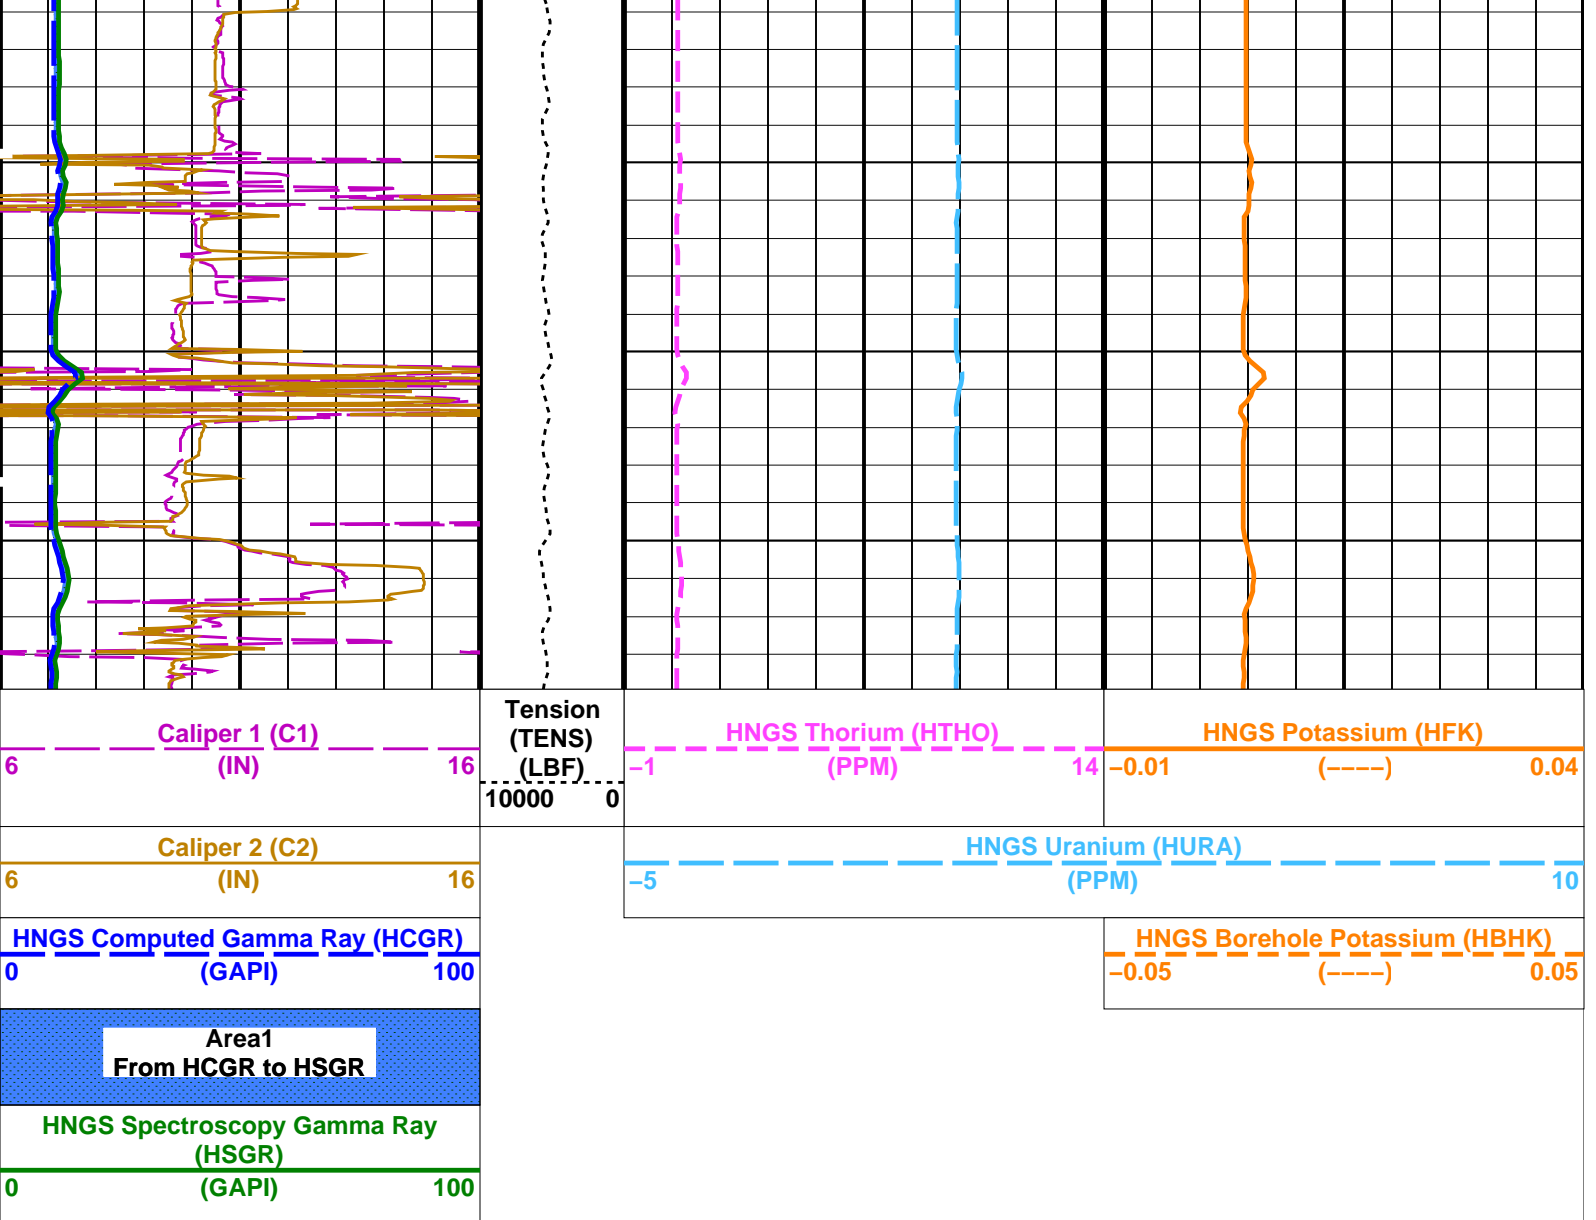 Caliper 1 (C1)
6 (IN) 16
Tension
(TENS)
(LBF)
10000 0
HNGS Thorium (HTHO)
−1 (PPM) 14
HNGS Potassium (HFK)
−0.01 (−−−−) 0.04
Caliper 2 (C2)
6 (IN) 16
HNGS Uranium (HURA)
−5 (PPM) 10
HNGS Computed Gamma Ray (HCGR)
0 (GAPI) 100
HNGS Borehole Potassium (HBHK)
−0.05 (−−−−) 0.05
Area1
From HCGR to HSGR
HNGS Spectroscopy Gamma Ray
(HSGR)
0 (GAPI) 100